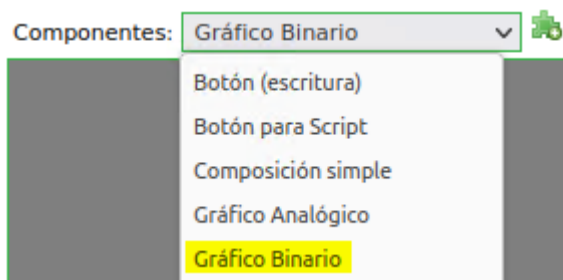 Componentes: Gráfico Binario
Botón (escritura)
Botón para Script
Composición simple
Gráfico Analógico
Gráfico Binario